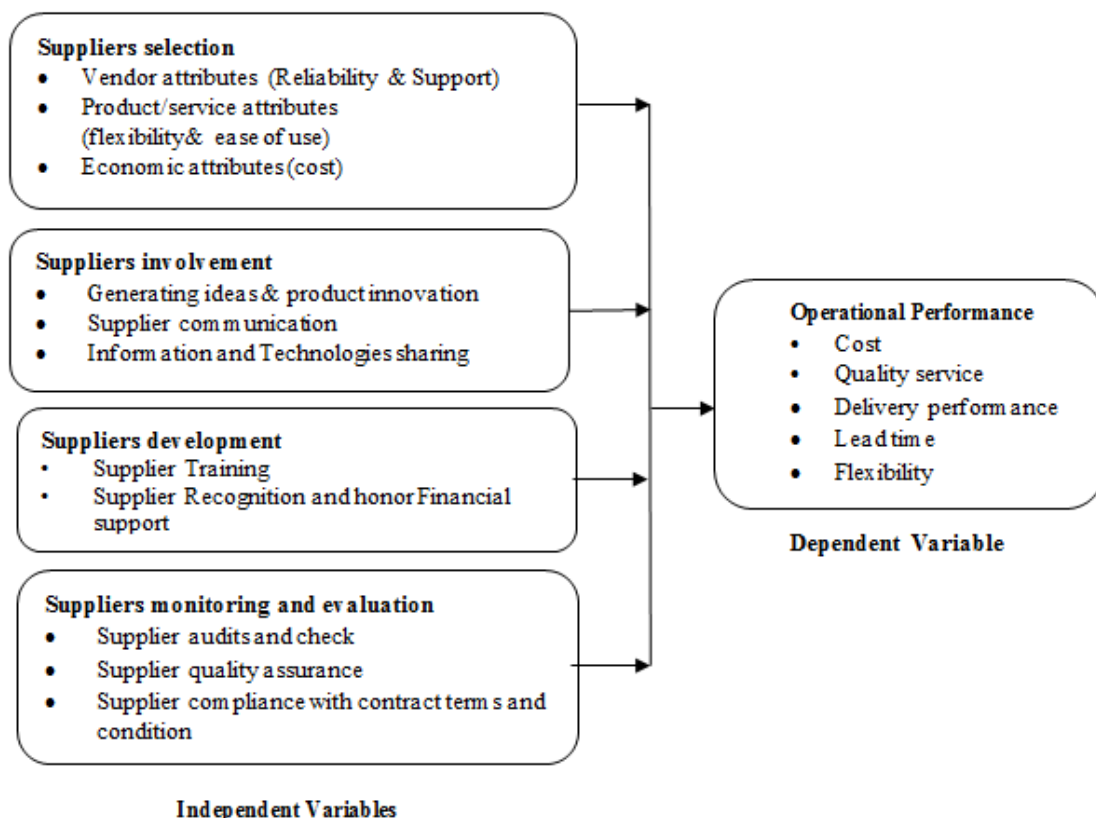 Suppliers selection
• Vendor attributes (Reliability & Support)
• Product/service attributes
(flexibility& ease of use)
• Economic attributes(cost)
Suppliers involvement
• Generating ideas & product innovation
• Supplier communication
• Information and Technologies sharing
Suppliers development
• Supplier Training
• Supplier Recognition and honor Financial
support
Suppliers monitoring and evaluation
• Supplier audits and check
• Supplier quality assurance
• Supplier compliance with contract terms and
condition
Independent Variables
Operational Performance
• Cost
• Quality service
• Delivery performance
• Lead time
• Flexibility
Dependent Variable